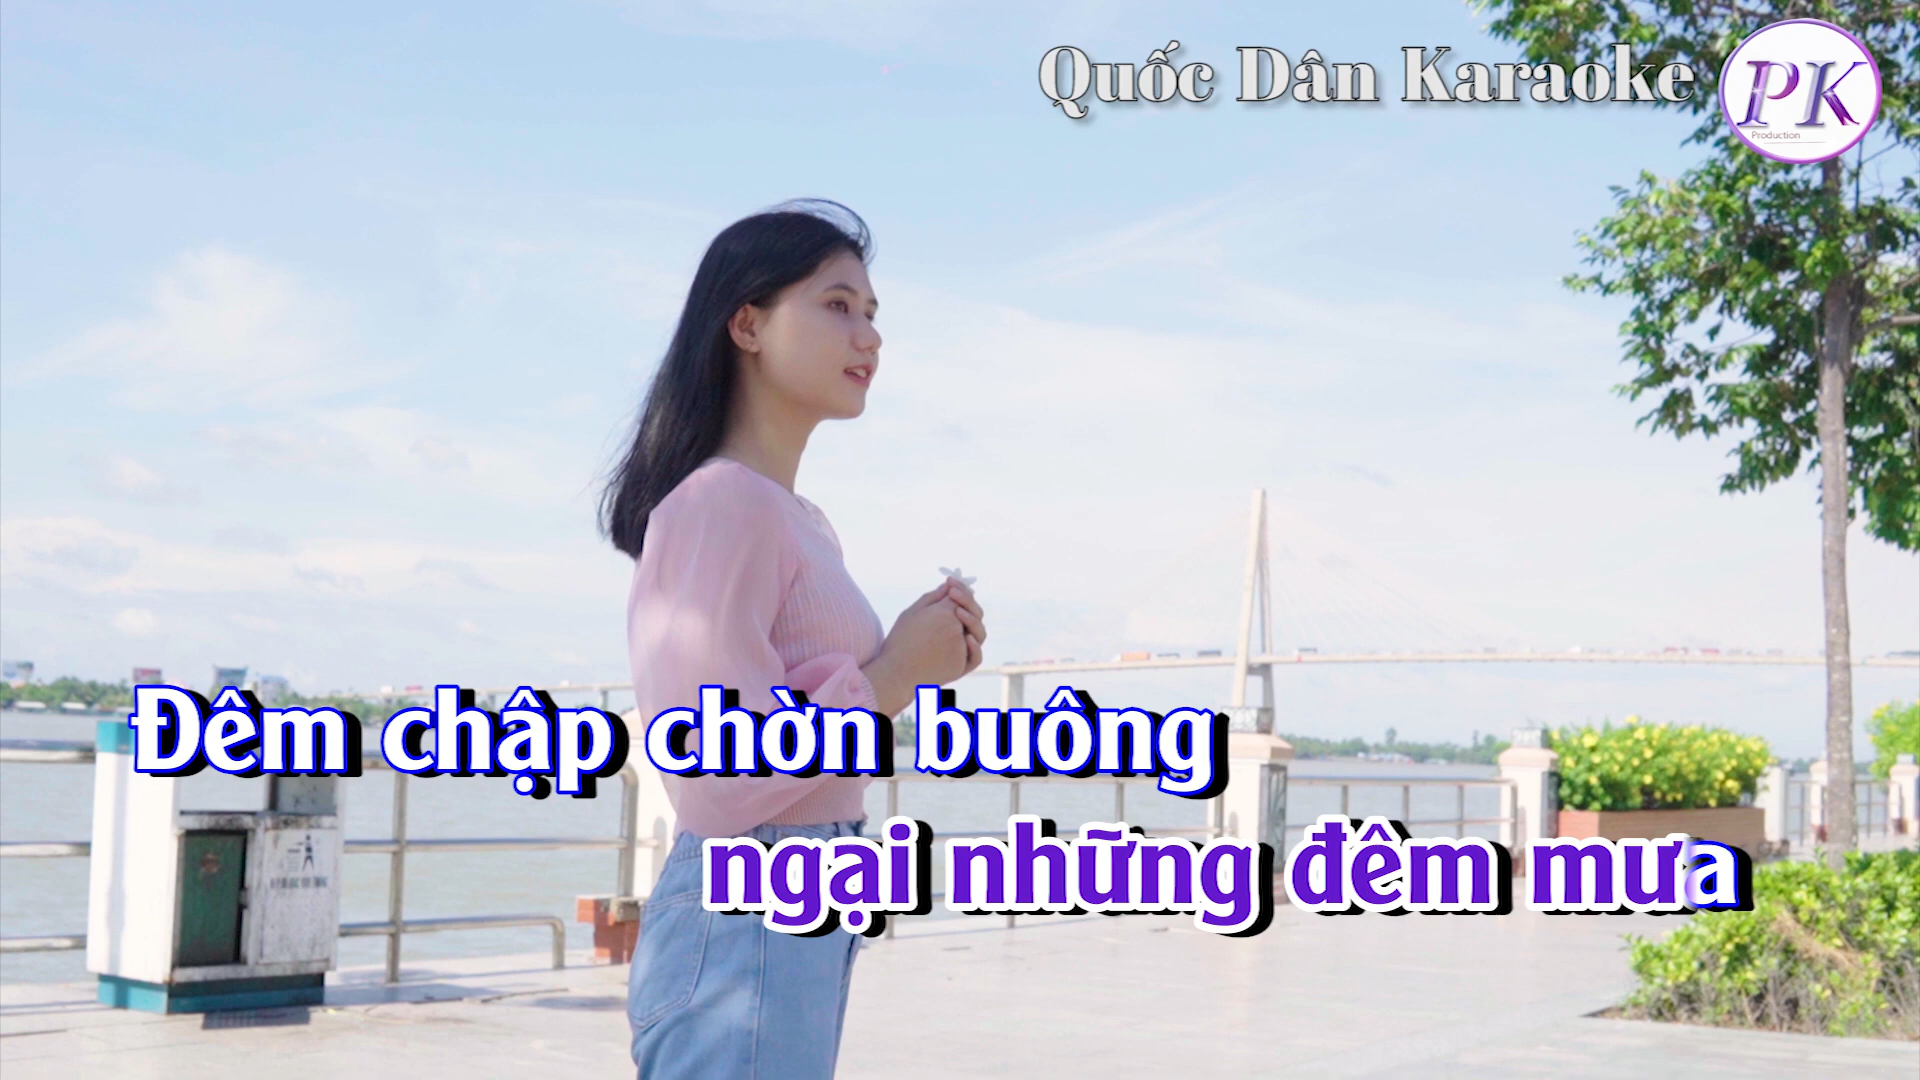 Quốc Dân Karaoke
PK
Production
Đêm chập chờn buông
ngại những đêm mưa